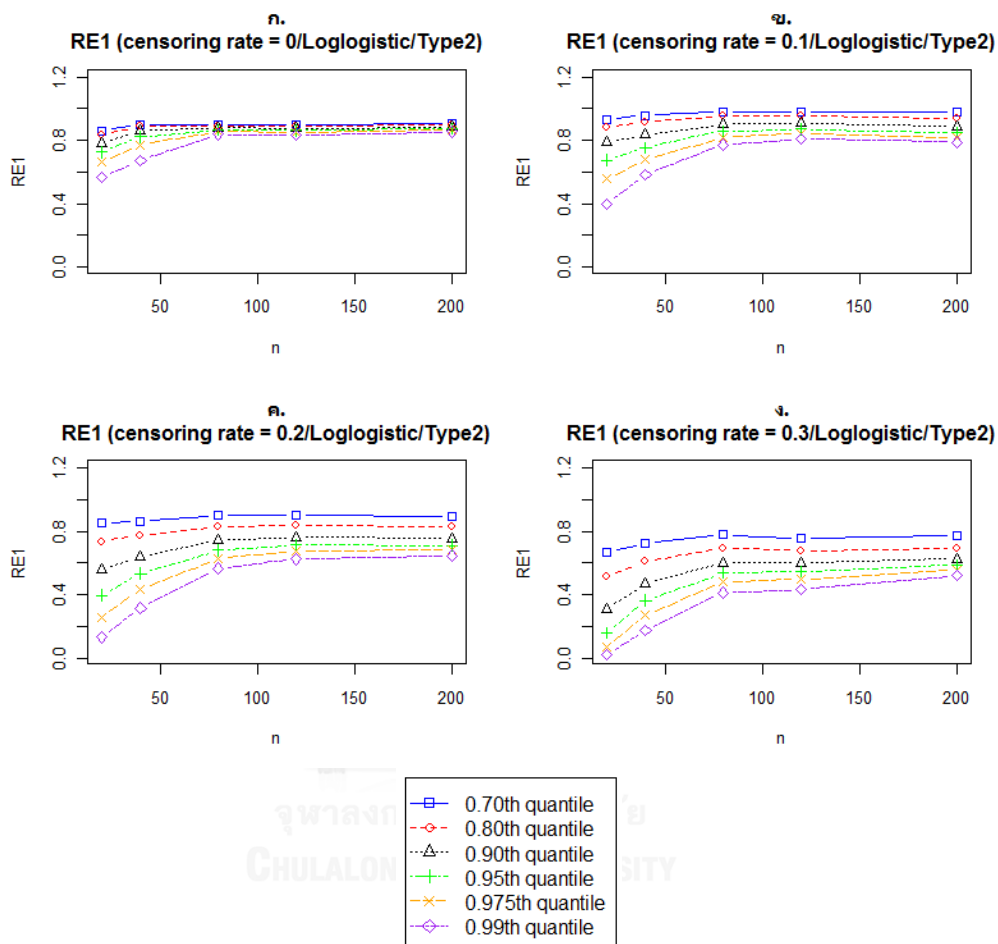 ก.
RE1 (censoring rate = 0/Loglogistic/Type2)
RE1
0.0 0.4 0.8 1.2
50 100 150 200
n
ข.
RE1 (censoring rate = 0.1/Loglogistic/Type2)
RE1
0.0 0.4 0.8 1.2
50 100 150 200
n
ค.
RE1 (censoring rate = 0.2/Loglogistic/Type2)
RE1
0.0 0.4 0.8 1.2
50 100 150 200
n
ง.
RE1 (censoring rate = 0.3/Loglogistic/Type2)
RE1
0.0 0.4 0.8 1.2
50 100 150 200
n
0.70th quantile
0.80th quantile
0.90th quantile
0.95th quantile
0.975th quantile
0.99th quantile